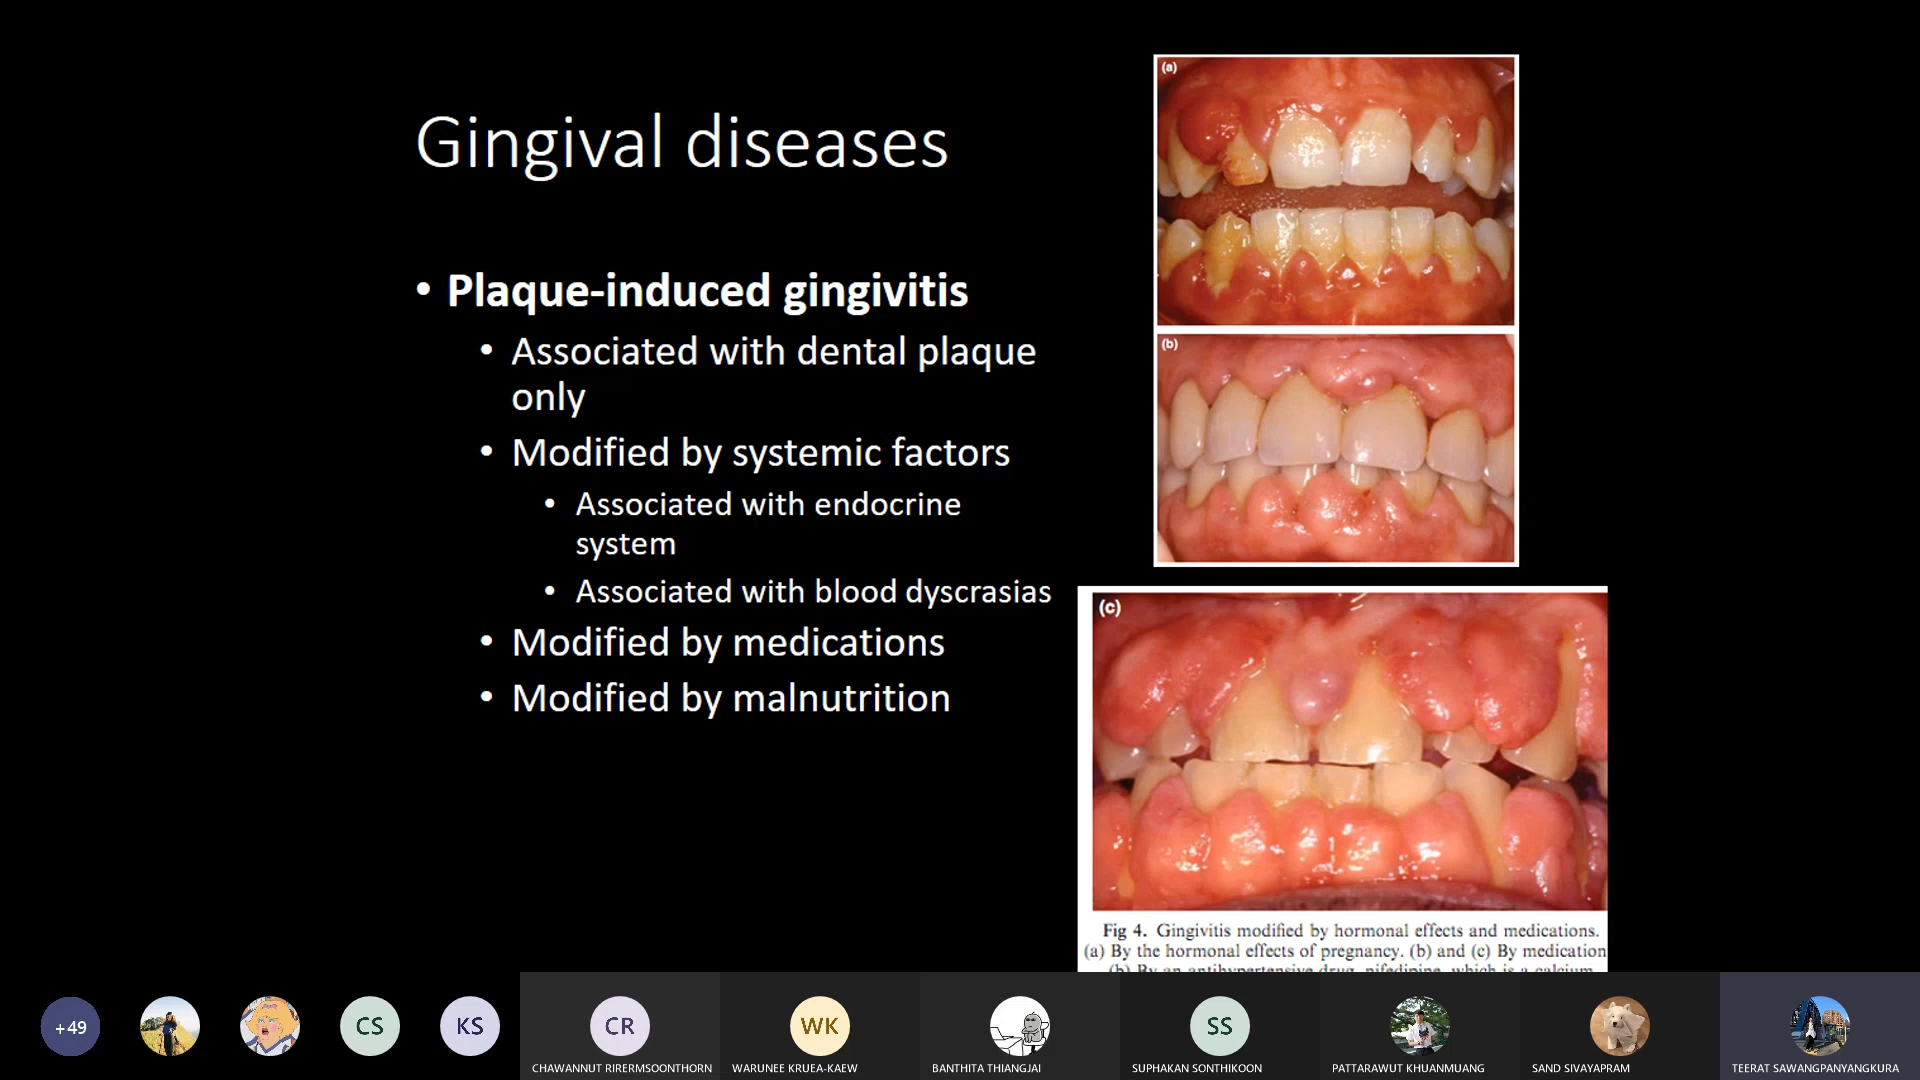 Gingival diseases
• Plaque-induced gingivitis
• Associated with dental plaque
only
• Modified by systemic factors
• Associated with endocrine
system
• Associated with blood dyscrasias
• Modified by medications
• Modified by malnutrition
(a)
(b)
(c)
Fig 4. Gingivitis modified by hormonal effects and medications.
(a) By the hormonal effects of pregnancy. (b) and (c) By medication
(b) By an antihypertensive drug, nifedipine, which is a calcium
+49
CS
KS
CR
WK
SS
CHAWANNUT RIRERMSOONTHORN
WARUNEE KRUEA-KAEW
BANTHITA THIANGJAI
SUPHAKAN SONTHIKOON
PATTARAWUT KHUANMUANG
SAND SIVAYAPRAM
TEERAT SAWANGPANYANGKURA